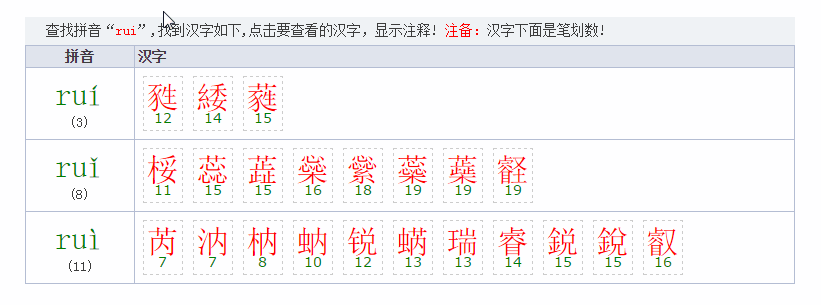 查找拼音“rui”,找到汉字如下,点击要查看的汉字，显示注释! 注备：汉字下面是笔划数!
拼音 汉字
ruí (3) 甤 緌 蕤
12 14 15
ruǐ (8) 桵 蕊 蕋 橤 繠 蘂 蘃 壡
11 15 15 16 18 19 19 19
ruì (11) 芮 汭 枘 蚋 锐 蜹 瑞 睿 鋭 銳 叡
7 7 8 10 12 13 13 14 15 15 16